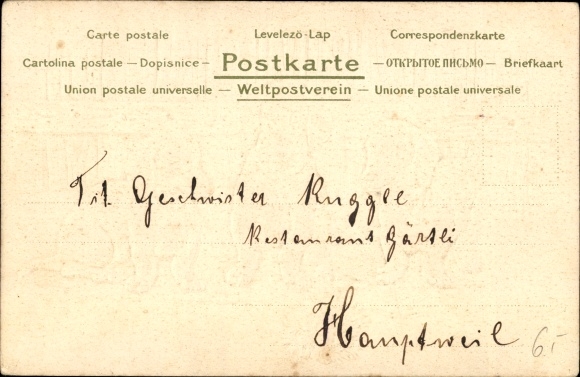 Carte postale Levelezö-Lap Correspondenzkarte
Cartolina postale — Dopisnice — Postkarte — ОТКРЫТОЕ ПИСЬМО — Briefkaart
Union postale universelle — Weltpostverein — Unione postale universale
Tit. Geschwister Ruggle
Restaurant Gärtli
Hauptweil
6.-